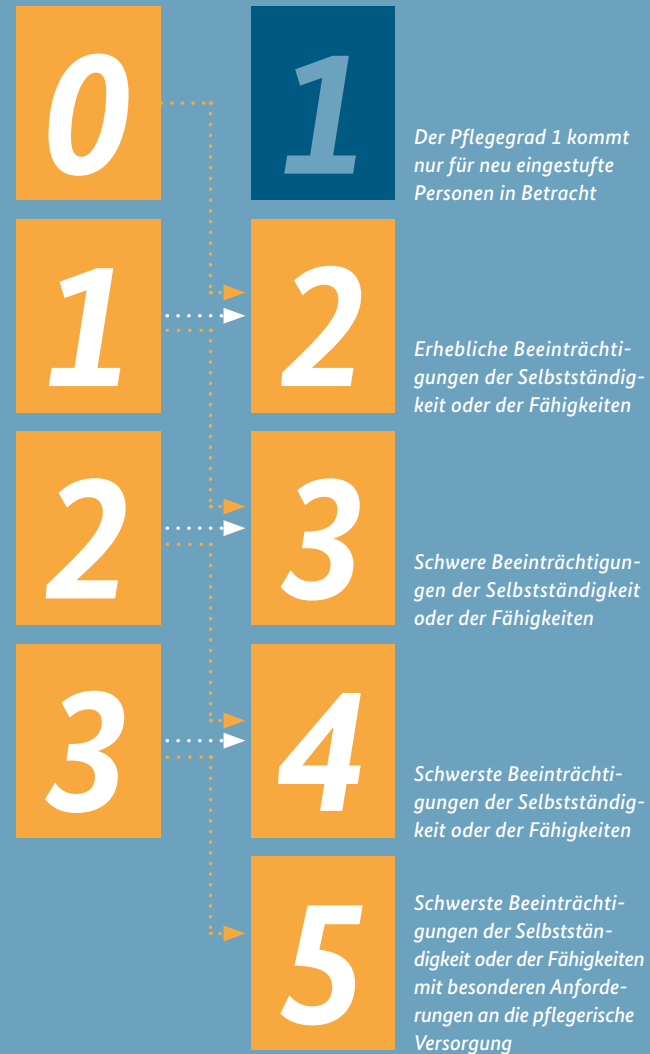 0
1
Der Pflegegrad 1 kommt
nur für neu eingestufte
Personen in Betracht
1
2
Erhebliche Beeinträchti-
gungen der Selbstständig-
keit oder der Fähigkeiten
2
3
Schwere Beeinträchtigun-
gen der Selbstständigkeit
oder der Fähigkeiten
3
4
Schwerste Beeinträchti-
gungen der Selbstständig-
keit oder der Fähigkeiten
5
Schwerste Beeinträchti-
gungen der Selbststän-
digkeit oder der Fähigkeiten
mit besonderen Anforde-
rungen an die pflegerische
Versorgung